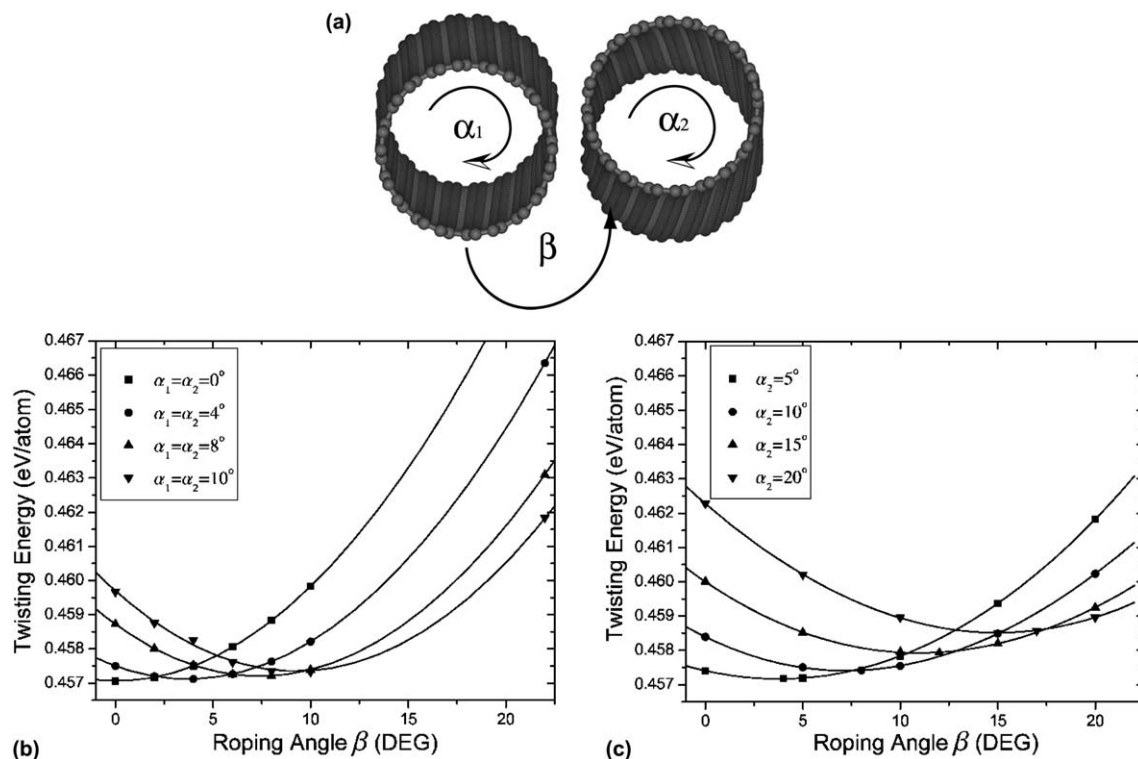 (a)
α₁
α₂
β
0.467
0.466
0.465
0.464
0.463
0.462
0.461
0.460
0.459
0.458
0.457
Twisting Energy (eV/atom)
α₁=α₂=0°
α₁=α₂=4°
α₁=α₂=8°
α₁=α₂=10°
0 5 10 15 20
Roping Angle β (DEG)
(b)
0.467
0.466
0.465
0.464
0.463
0.462
0.461
0.460
0.459
0.458
0.457
Twisting Energy (eV/atom)
α₂=5°
α₂=10°
α₂=15°
α₂=20°
0 5 10 15 20
Roping Angle β (DEG)
(c)